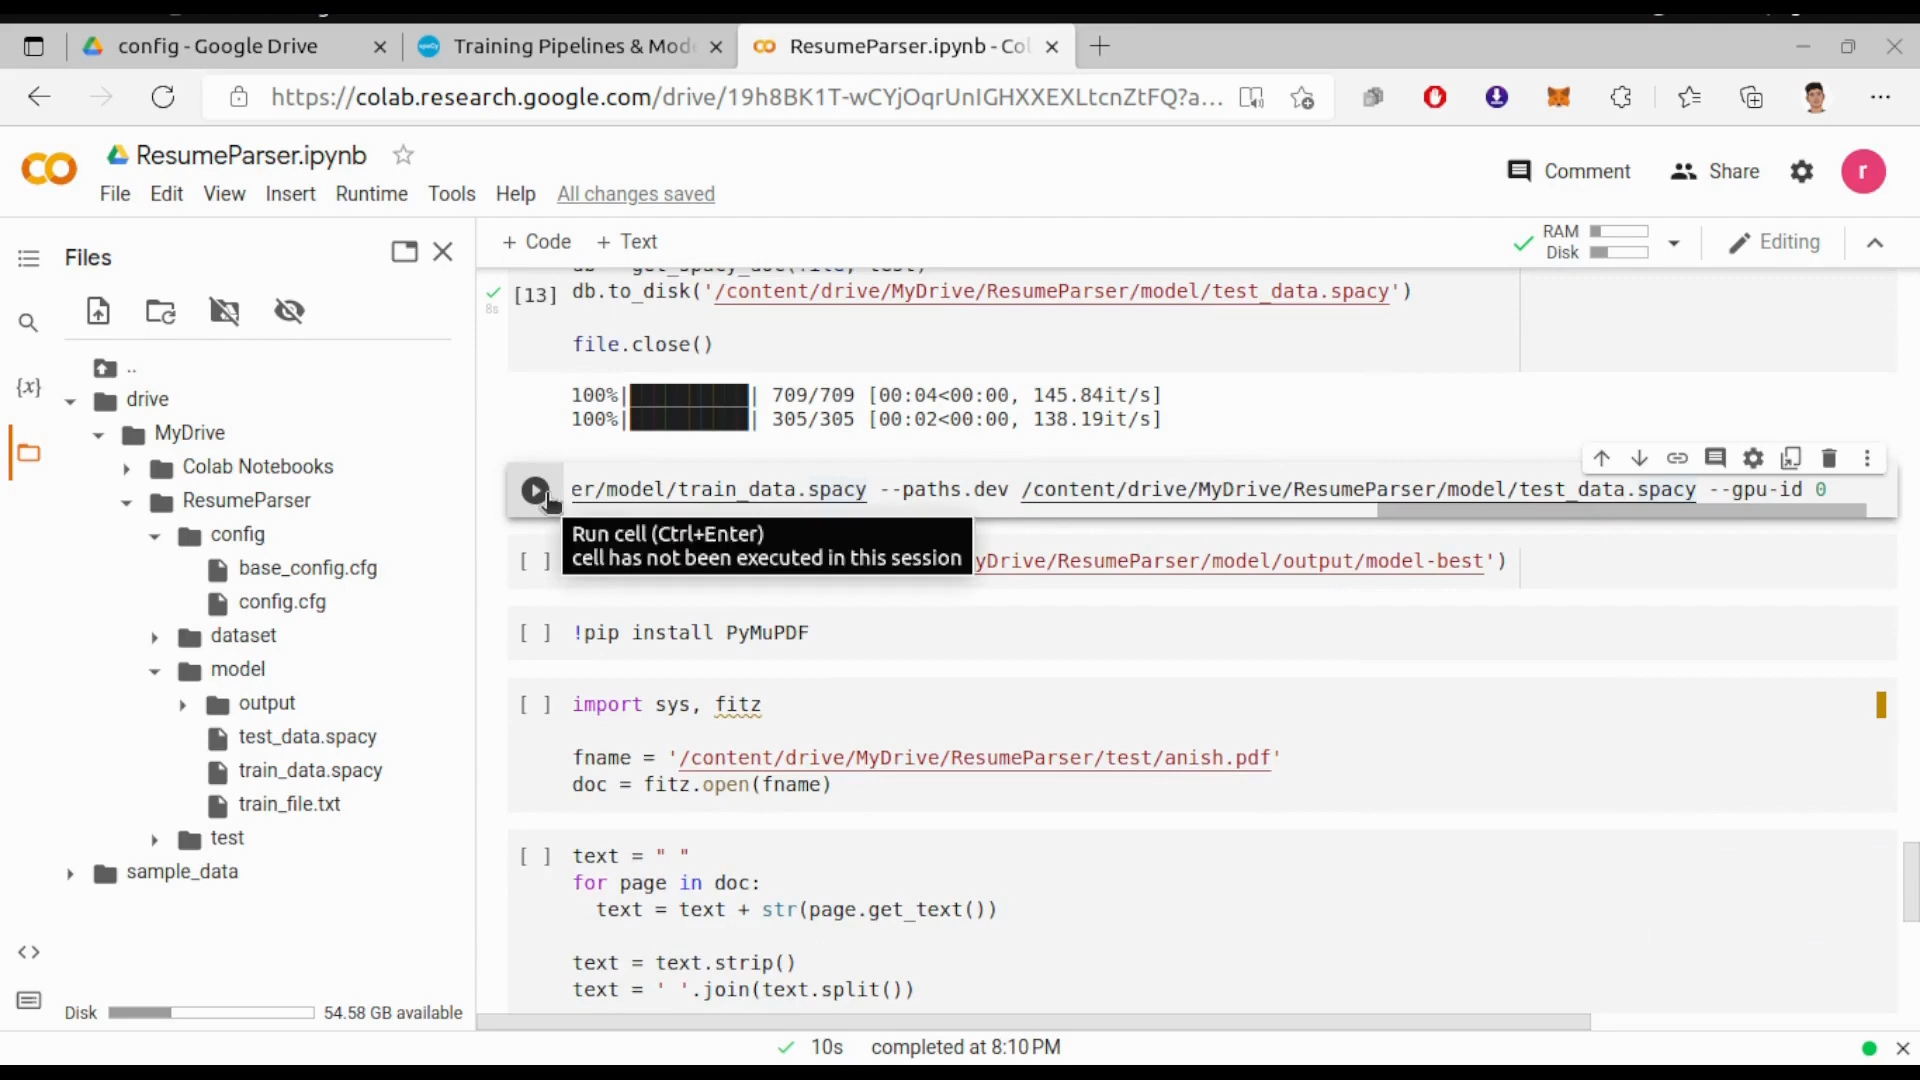 config - Google Drive
Training Pipelines & Mod
ResumeParser.ipynb - Co
https://colab.research.google.com/drive/19h8BK1T-wCYjOqrUnIGHXXEXLtcnZtFQ?a...
ResumeParser.ipynb
File Edit View Insert Runtime Tools Help All changes saved
Comment Share r
Files
+ Code + Text
RAM
Disk
Editing
..
drive
MyDrive
Colab Notebooks
ResumeParser
config
base_config.cfg
config.cfg
dataset
model
output
test_data.spacy
train_data.spacy
train_file.txt
test
sample_data
Disk 54.58 GB available
{x}
<>
[13] db.to_disk('/content/drive/MyDrive/ResumeParser/model/test_data.spacy')
8s
file.close()
100%| | 709/709 [00:04<00:00, 145.84it/s]
100%| | 305/305 [00:02<00:00, 138.19it/s]
er/model/train_data.spacy --paths.dev /content/drive/MyDrive/ResumeParser/model/test_data.spacy --gpu-id 0
Run cell (Ctrl+Enter)
cell has not been executed in this session
[ ] yDrive/ResumeParser/model/output/model-best')
[ ] !pip install PyMuPDF
[ ] import sys, fitz
fname = '/content/drive/MyDrive/ResumeParser/test/anish.pdf'
doc = fitz.open(fname)
[ ] text = " "
for page in doc:
text = text + str(page.get_text())
text = text.strip()
text = ' '.join(text.split())
10s completed at 8:10 PM